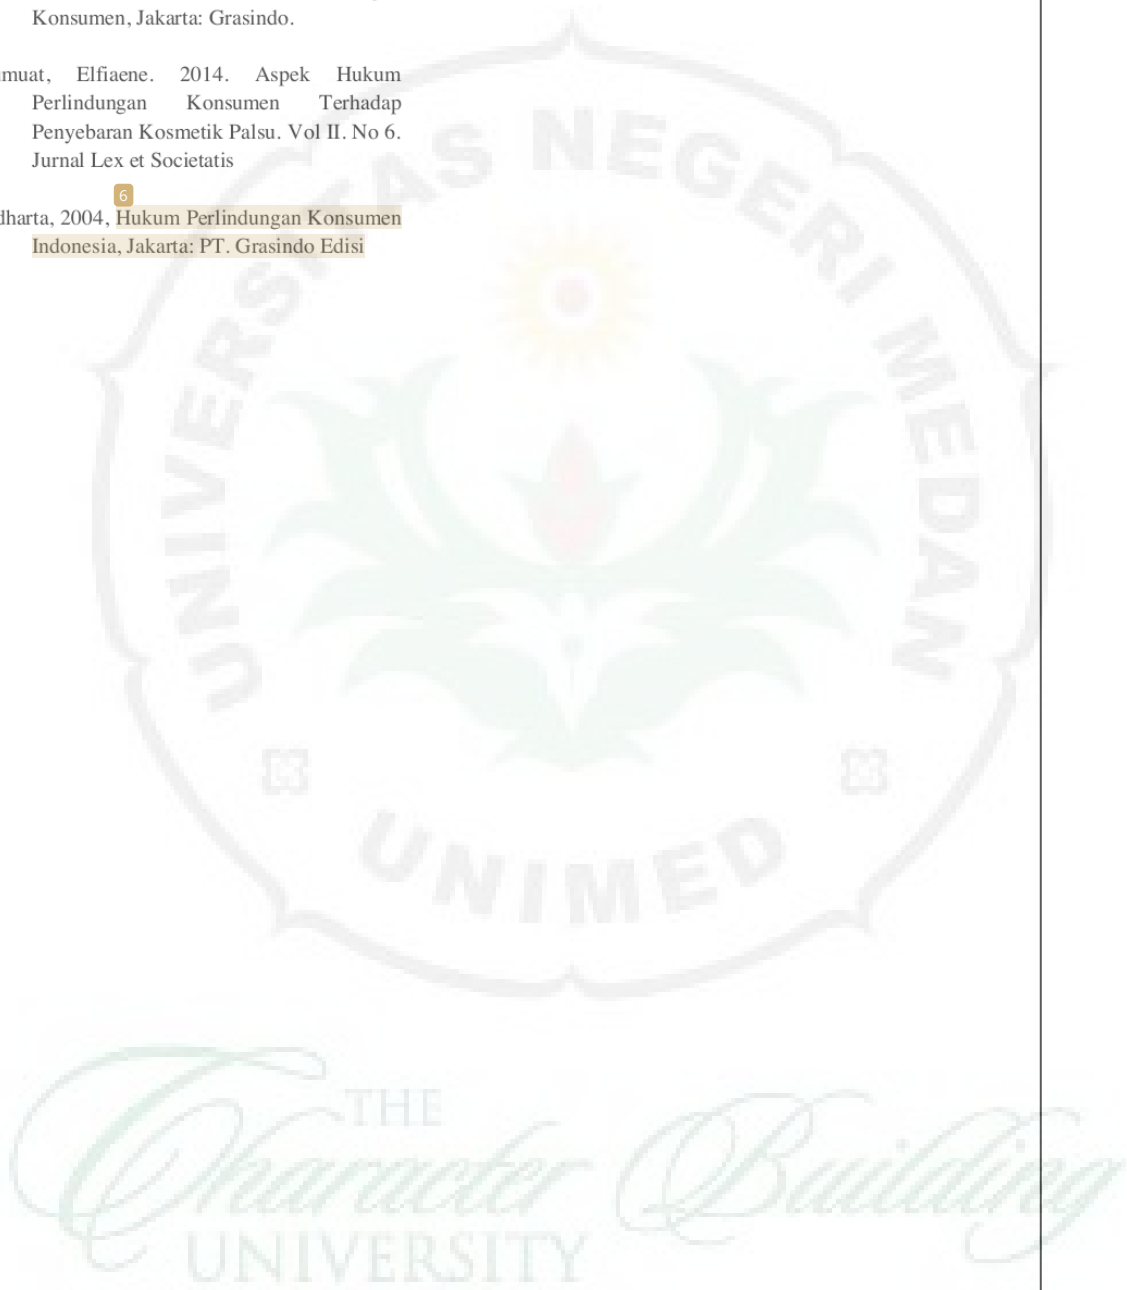 Konsumen, Jakarta: Grasindo.
Elfiaene. 2014. Aspek Hukum
Perlindungan Konsumen Terhadap
Penyebaran Kosmetik Palsu. Vol II. No 6.
Jurnal Lex et Societatis
6
2004, Hukum Perlindungan Konsumen
Indonesia, Jakarta: PT. Grasindo Edisi
UNIVERSITAS NEGERI MEDAN
UNIMED
THE
Character Building
UNIVERSITY